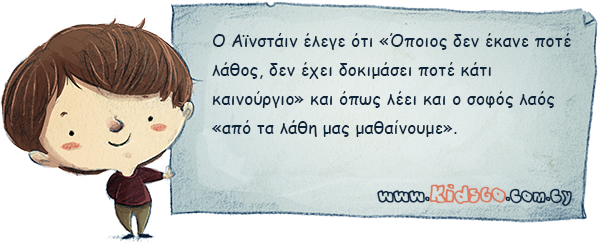 Ο Αϊνστάιν έλεγε ότι «Όποιος δεν έκανε ποτέ
λάθος, δεν έχει δοκιμάσει ποτέ κάτι
καινούργιο» και όπως λέει και ο σοφός λαός
«από τα λάθη μας μαθαίνουμε».
www.KidsGO.com.cy